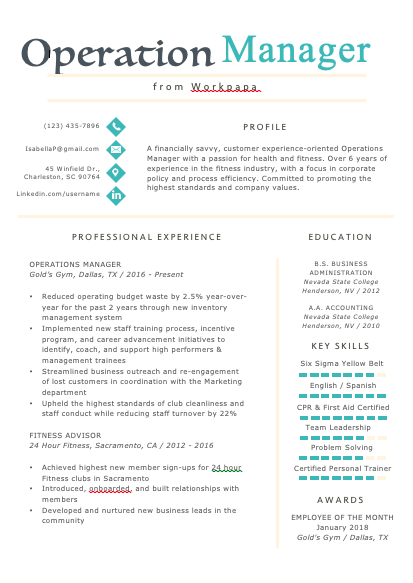 Operation Manager
from Workpapa
(123) 435-7896
IsabellaP@gmail.com
45 Winfield Dr.,
Charleston, SC 90764
Linkedin.com/username
PROFILE
A financially savvy, customer experience-oriented Operations
Manager with a passion for health and fitness. Over 6 years of
experience in the fitness industry, with a focus in corporate
policy and process efficiency. Committed to promoting the
highest standards and company values.
PROFESSIONAL EXPERIENCE
OPERATIONS MANAGER
Gold's Gym, Dallas, TX / 2016 - Present
• Reduced operating budget waste by 2.5% year-over-
year for the past 2 years through new inventory
management system
• Implemented new staff training process, incentive
program, and career advancement initiatives to
identify, coach, and support high performers &
management trainees
• Streamlined business outreach and re-engagement
of lost customers in coordination with the Marketing
department
• Upheld the highest standards of club cleanliness and
staff conduct while reducing staff turnover by 22%
FITNESS ADVISOR
24 Hour Fitness, Sacramento, CA / 2012 - 2016
• Achieved highest new member sign-ups for 24 hour
Fitness clubs in Sacramento
• Introduced, onboarded, and built relationships with
members
• Developed and nurtured new business leads in the
community
EDUCATION
B.S. BUSINESS
ADMINISTRATION
Nevada State College
Henderson, NV / 2012
A.A. ACCOUNTING
Nevada State College
Henderson, NV / 2010
KEY SKILLS
Six Sigma Yellow Belt
English / Spanish
CPR & First Aid Certified
Team Leadership
Problem Solving
Certified Personal Trainer
AWARDS
EMPLOYEE OF THE MONTH
January 2018
Gold's Gym / Dallas, TX